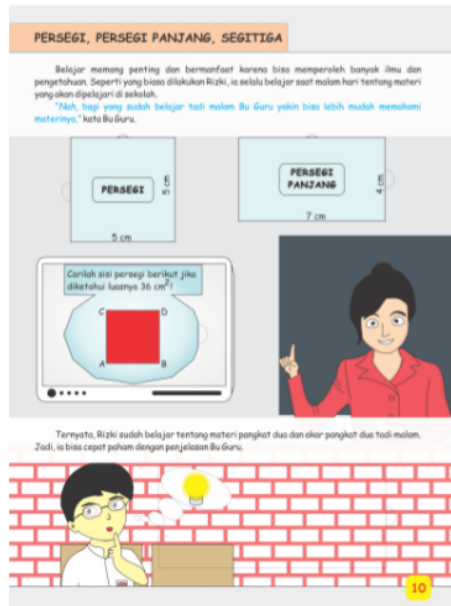 PERSEGI, PERSEGI PANJANG, SEGITIGA
Belajar memang penting dan bermanfaat karena bisa memperoleh banyak ilmu dan
pengetahuan. Seperti yang biasa dilakukan Rizki, ia selalu belajar saat malam hari tentang materi
yang akan dipelajari di sekolah.
"Nah, bagi yang sudah belajar tadi malam Bu Guru yakin bisa lebih mudah memahami
materinya," kata Bu Guru.
PERSEGI
5 cm
5 cm
PERSEGI
PANJANG
4 cm
7 cm
Carilah sisi persegi berikut jika
diketahui luasnya 36 cm²!
C D
A B
Ternyata, Rizki sudah belajar tentang materi pangkat dua dan akar pangkat dua tadi malam.
Jadi, ia bisa cepat paham dengan penjelasan Bu Guru.
10